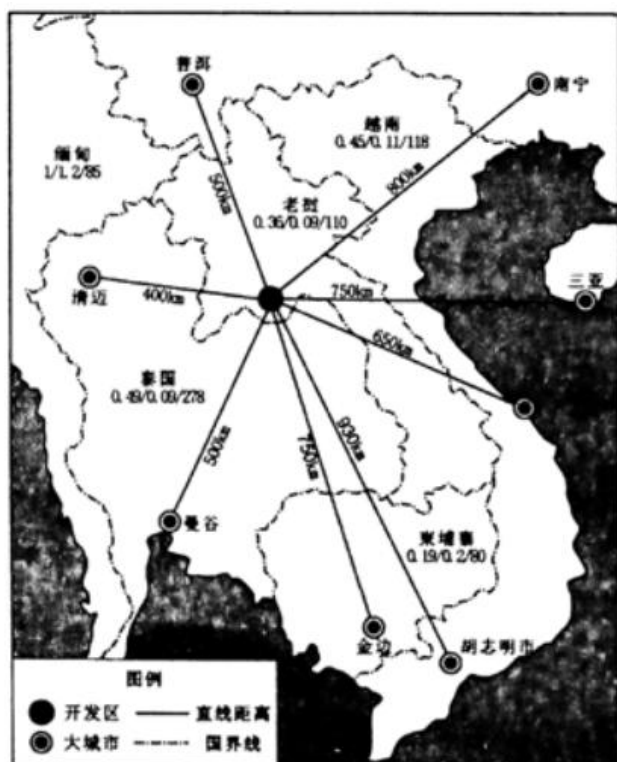 普洱
南宁
越南
0.45/0.11/118
缅甸
1/1.2/85
500km
800km
老挝
0.36/0.09/110
清迈
400km
750km
三亚
650km
泰国
0.49/0.09/278
500km
750km
930km
曼谷
柬埔寨
0.19/0.2/80
金边
胡志明市
图例
开发区
直线距离
大城市
国界线